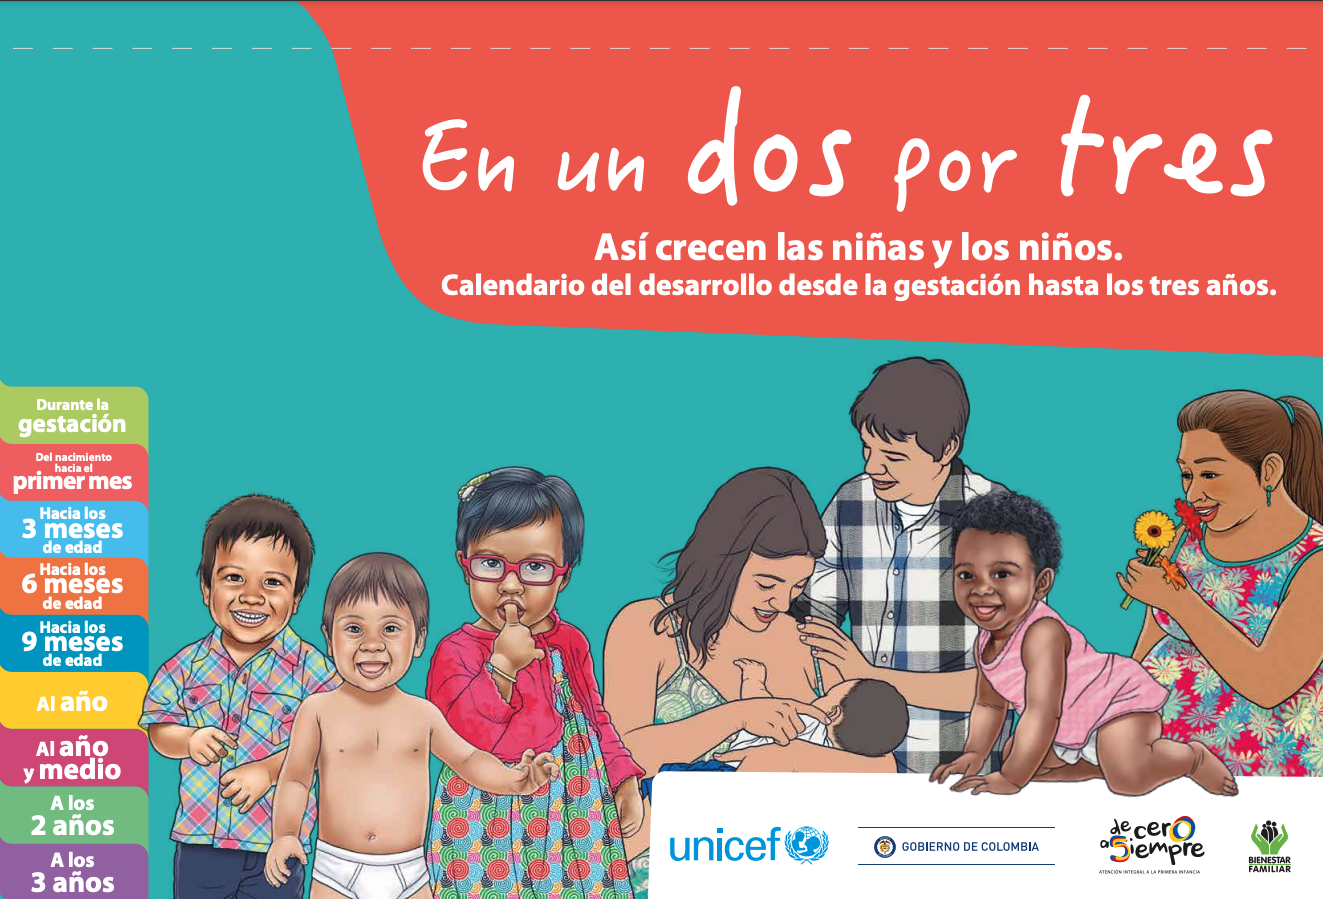 En un dos por tres
Así crecen las niñas y los niños.
Calendario del desarrollo desde la gestación hasta los tres años.
Durante la
gestación
Del nacimiento
hacia el
primer mes
Hacia los
3 meses
de edad
Hacia los
6 meses
de edad
Hacia los
9 meses
de edad
Al año
Al año
y medio
A los
2 años
A los
3 años
unicef
GOBIERNO DE COLOMBIA
de cero
a Siempre
ATENCIÓN INTEGRAL A LA PRIMERA INFANCIA
BIENESTAR
FAMILIAR